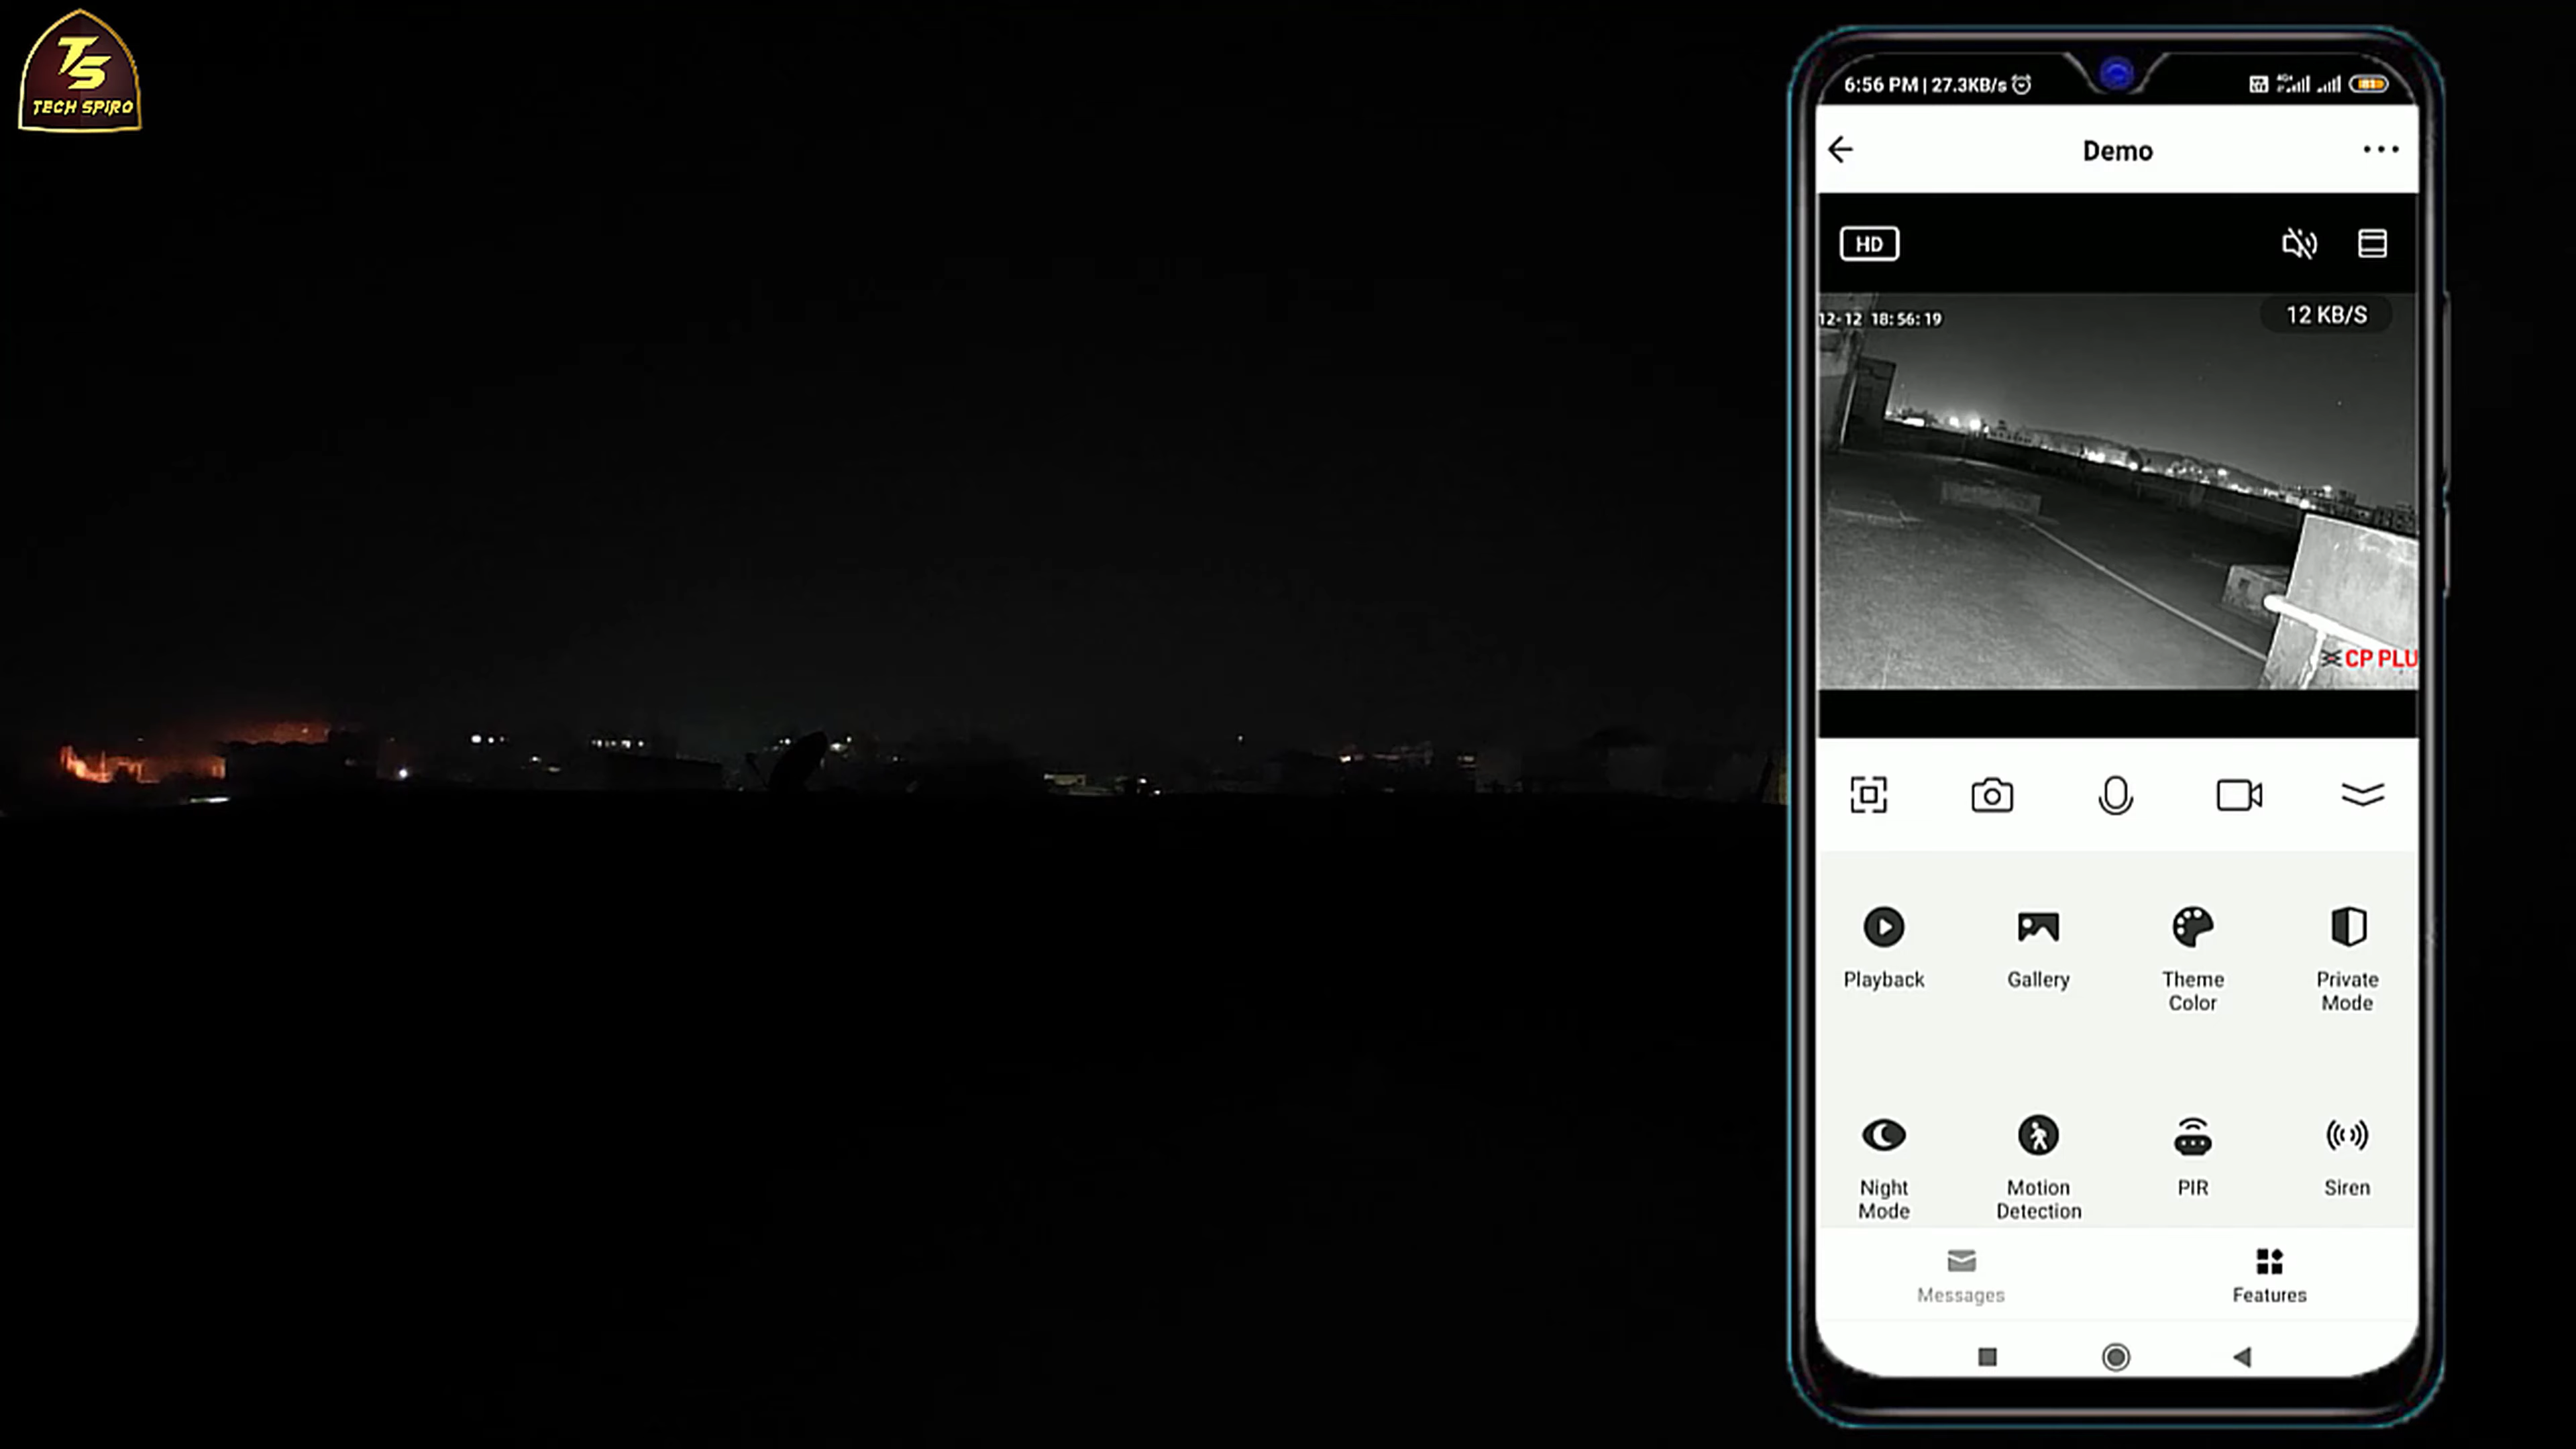 TS
TECH SPIRO
6:56 PM | 27.3KB/s
Demo
HD
12-12 18:56:19
12 KB/S
CP PLU
Playback
Gallery
Theme
Color
Private
Mode
Night
Mode
Motion
Detection
PIR
Siren
Messages
Features